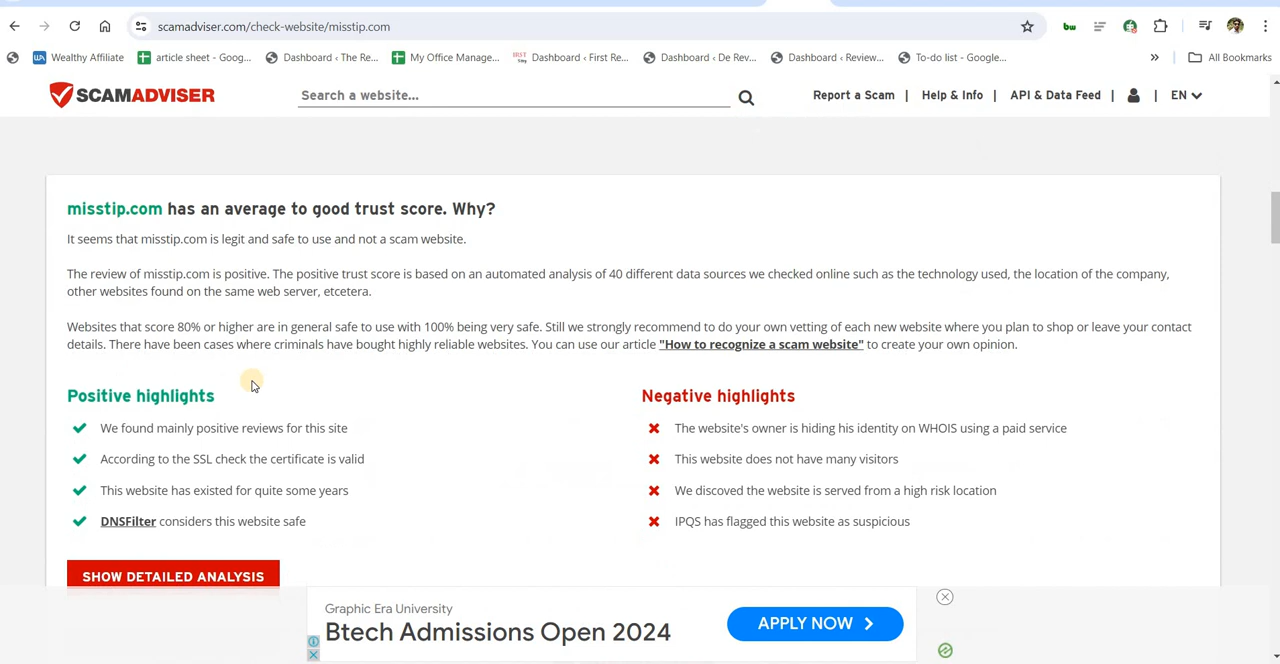 scamadviser.com/check-website/misstip.com
Wealthy Affiliate
article sheet - Goog...
Dashboard ‹ The Re...
My Office Manage...
Dashboard ‹ First Re...
Dashboard ‹ De Rev...
Dashboard ‹ Review...
To-do list - Google...
»
All Bookmarks
SCAMADVISER
Search a website...
Report a Scam | Help & Info | API & Data Feed | | EN
misstip.com has an average to good trust score. Why?
It seems that misstip.com is legit and safe to use and not a scam website.
The review of misstip.com is positive. The positive trust score is based on an automated analysis of 40 different data sources we checked online such as the technology used, the location of the company,
other websites found on the same web server, etcetera.
Websites that score 80% or higher are in general safe to use with 100% being very safe. Still we strongly recommend to do your own vetting of each new website where you plan to shop or leave your contact
details. There have been cases where criminals have bought highly reliable websites. You can use our article "How to recognize a scam website" to create your own opinion.
Positive highlights
We found mainly positive reviews for this site
According to the SSL check the certificate is valid
This website has existed for quite some years
DNSFilter considers this website safe
Negative highlights
The website's owner is hiding his identity on WHOIS using a paid service
This website does not have many visitors
We discovered the website is served from a high risk location
IPQS has flagged this website as suspicious
SHOW DETAILED ANALYSIS
Graphic Era University
Btech Admissions Open 2024
APPLY NOW